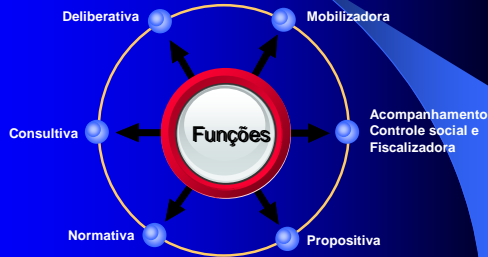 Deliberativa
Mobilizadora
Acompanhamento
Controle social e
Fiscalizadora
Consultiva
Funções
Normativa
Propositiva